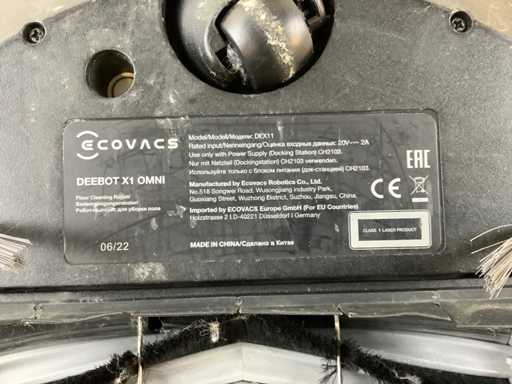 ECOVACS
DEEBOT X1 OMNI
Floor Cleaning Robot
06/22
Model/Modell/Модели: DEX11
Rated input/Nenneingang/Оценка входных данных: 20V⎓ 2A
Use only with Power Supply (Docking Station) CH2103.
Nur mit Netzteil (Dockingstation) CH2103 verwenden.
Используйте только с блоком питания (док-станцией) CH2103.
Manufactured by Ecovacs Robotics Co., Ltd.
No.518 Songwei Road, Wusongjiang Industry Park,
Guoxiang Street, Wuzhong District, Suzhou, Jiangsu, China.
Imported by ECOVACS Europe GmbH (For EU Countries)
Holzstrasse 2 I D-40221 Düsseldorf I Germany
MADE IN CHINA/Сделано в Китае
EAC
CE
CLASS 1 LASER PRODUCT